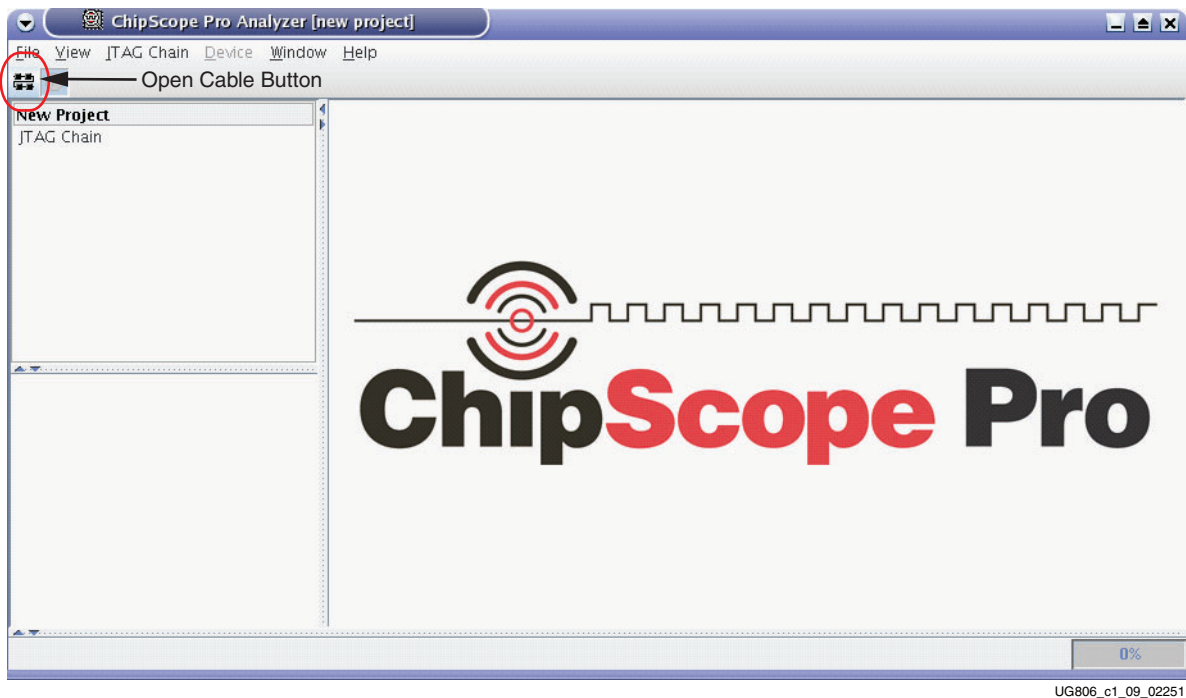 ChipScope Pro Analyzer [new project]
File View JTAG Chain Device Window Help
Open Cable Button
New Project
JTAG Chain
ChipScope Pro
0%
UG806_c1_09_02251